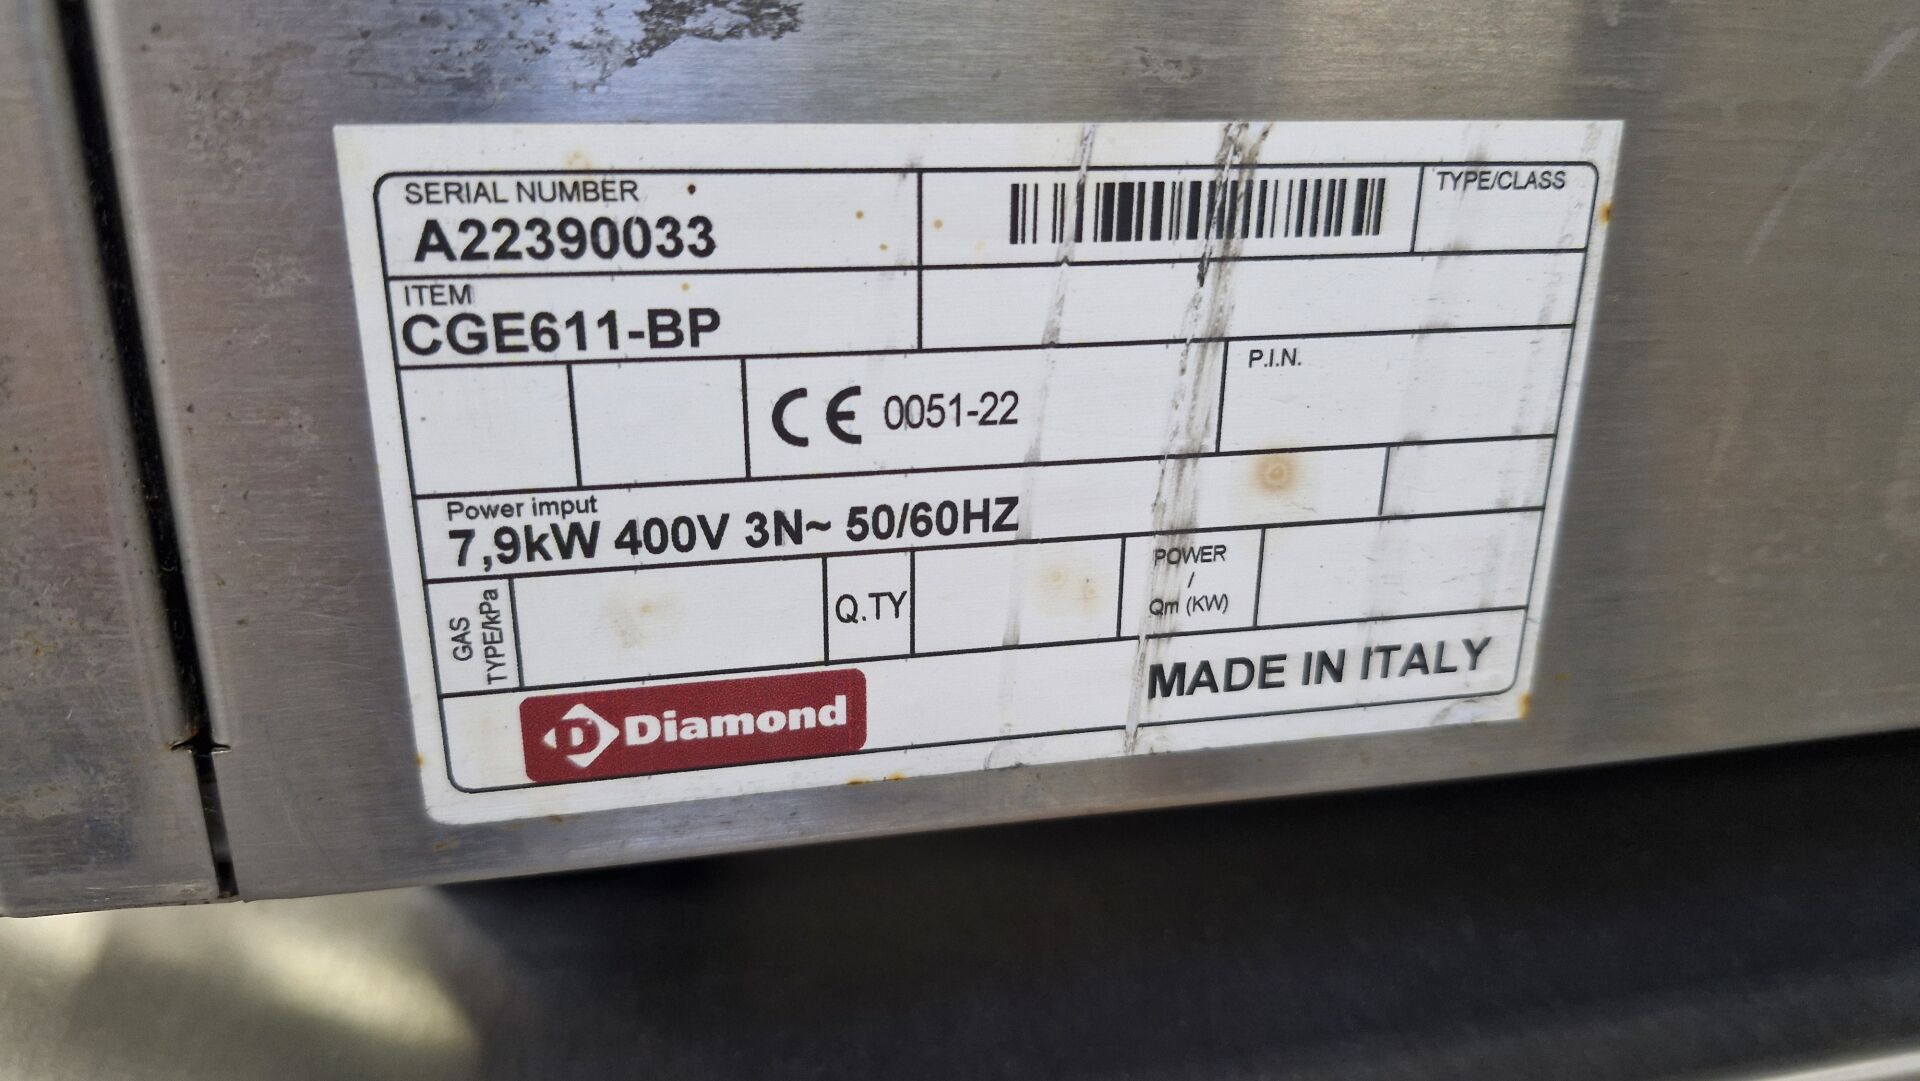 SERIAL NUMBER
A22390033
TYPE/CLASS
ITEM
CGE611-BP
CE 0051-22
P.I.N.
Power imput
7,9kW 400V 3N~ 50/60HZ
GAS
TYPE/kPa
Q.TY
POWER
/
Qm (KW)
D Diamond
MADE IN ITALY